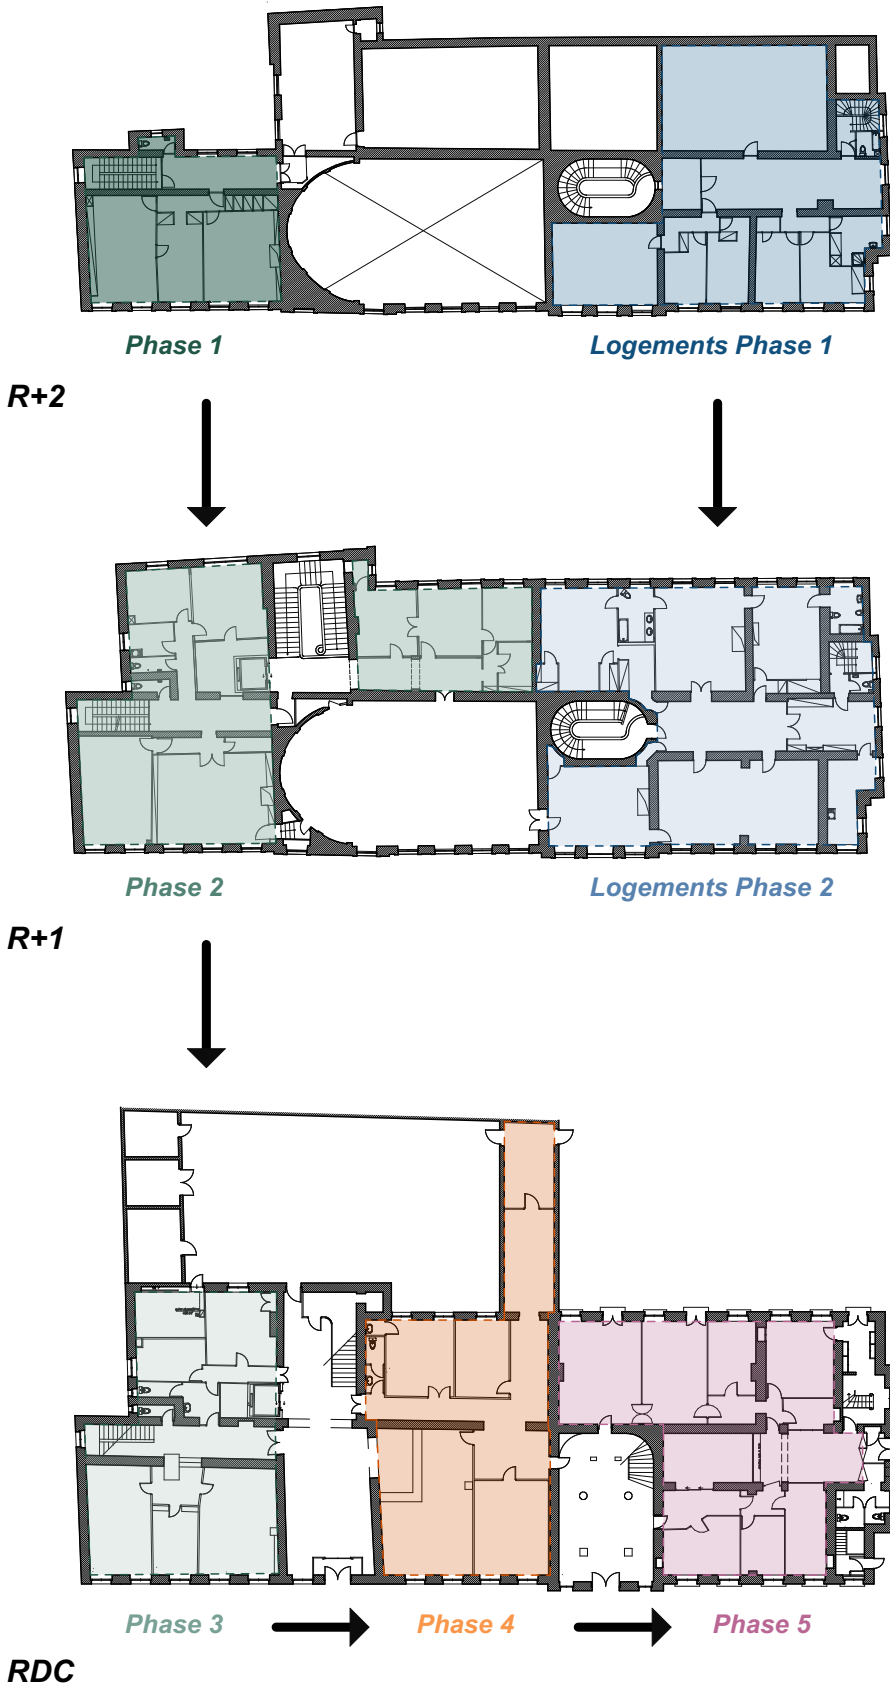 Phase 1
Logements Phase 1
R+2
Phase 2
Logements Phase 2
R+1
Phase 3
Phase 4
Phase 5
RDC